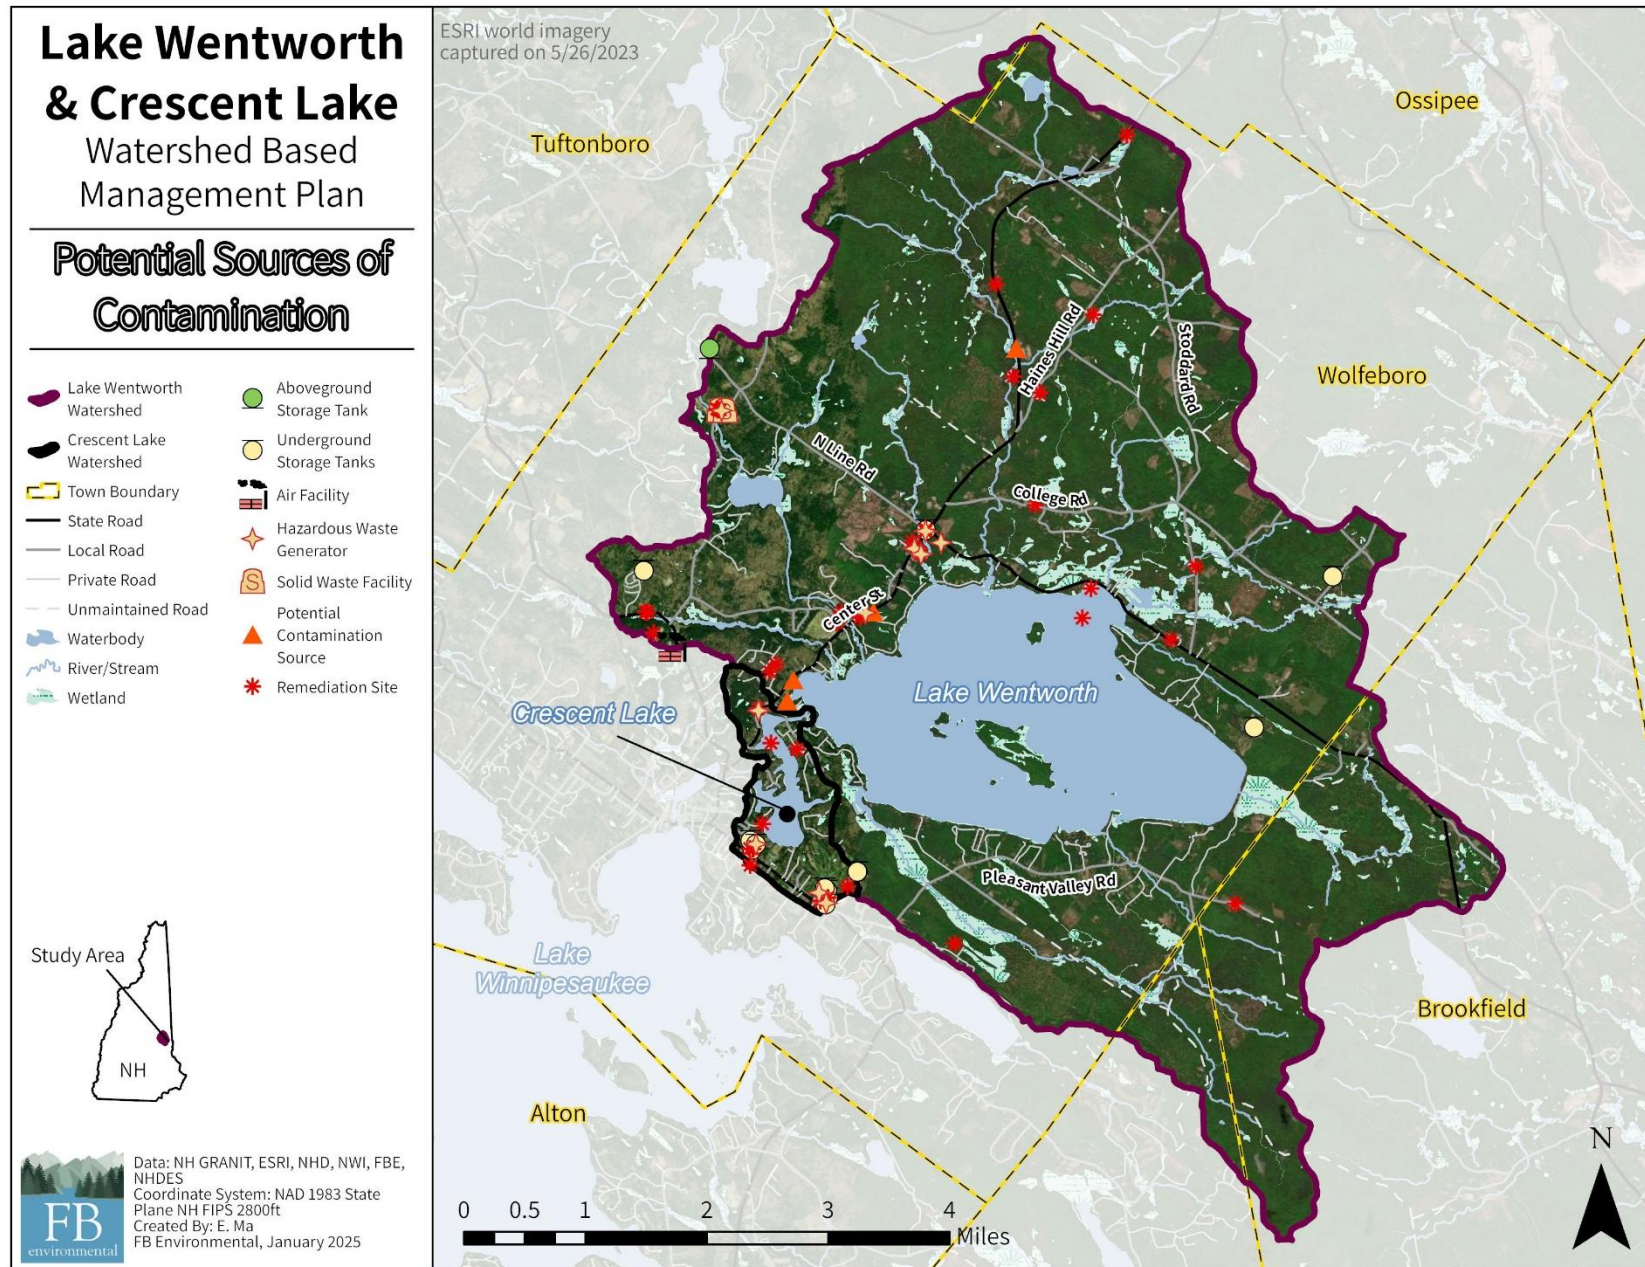 Lake Wentworth
& Crescent Lake
Watershed Based
Management Plan
Potential Sources of
Contamination
Lake Wentworth
Watershed
Crescent Lake
Watershed
Town Boundary
State Road
Local Road
Private Road
Unmaintained Road
Waterbody
River/Stream
Wetland
Aboveground
Storage Tank
Underground
Storage Tanks
Air Facility
Hazardous Waste
Generator
S
Solid Waste Facility
Potential
Contamination
Source
Remediation Site
Study Area
NH
FB
environmental
Data: NH GRANIT, ESRI, NHD, NWI, FBE,
NHDES
Coordinate System: NAD 1983 State
Plane NH FIPS 2800ft
Created By: E. Ma
FB Environmental, January 2025
ESRI world imagery
captured on 5/26/2023
Ossipee
Tuftonboro
Haines Hill Rd
Stoddard Rd
Wolfeboro
N Line Rd
College Rd
Center St
Lake Wentworth
Crescent Lake
Pleasant Valley Rd
Lake
Winnipesaukee
Brookfield
Alton
N
0 0.5 1 2 3 4
Miles